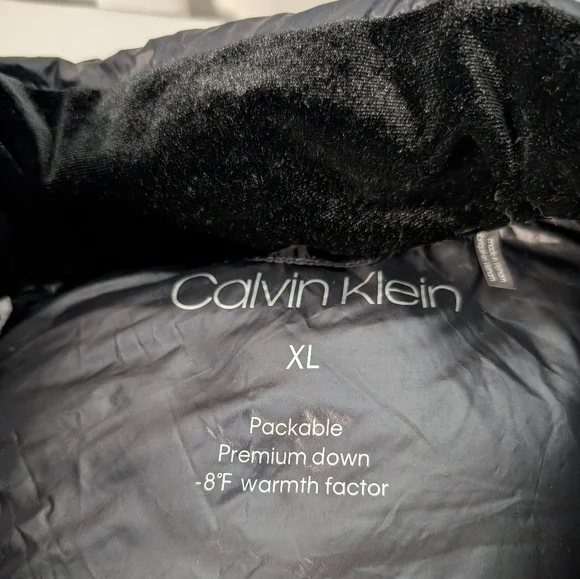 Calvin Klein
XL
Packable
Premium down
-8°F warmth factor